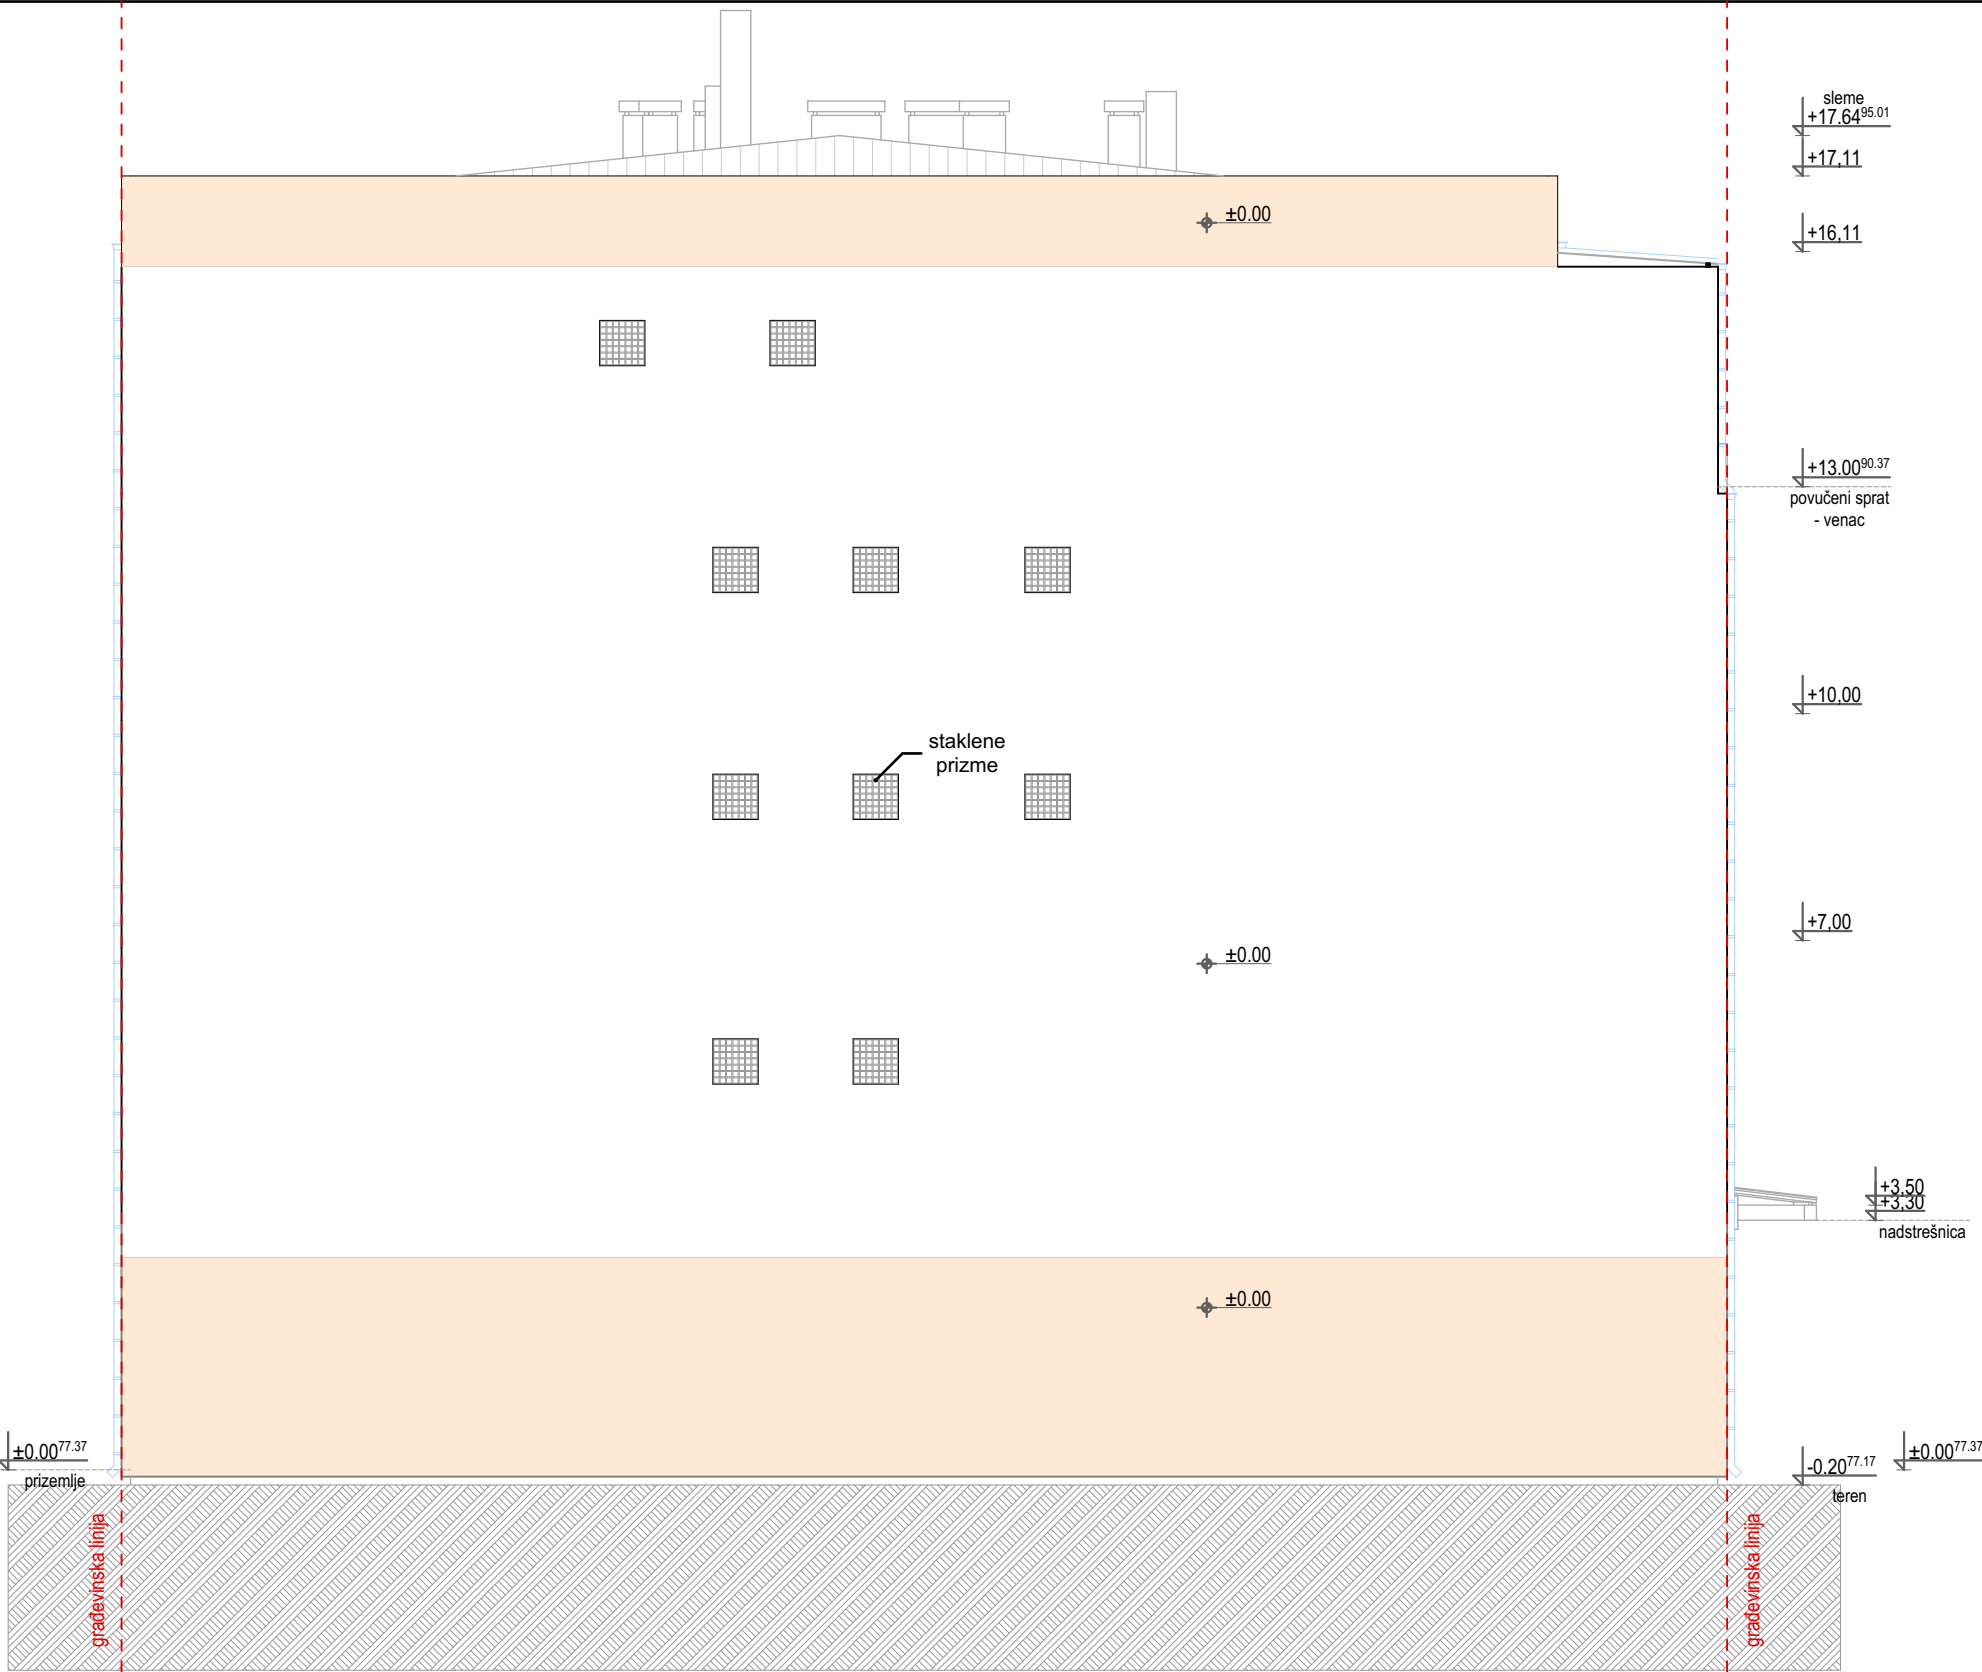 sleme
+17.64 95.01
+17,11
±0.00
+16,11
+13.00 90.37
povučeni sprat
- venac
+10,00
staklene
prizme
+7,00
±0.00
+3,50
+3,30
nadstrešnica
±0.00
±0.00 77.37
prizemlje
-0.20 77.17
teren
±0.00 77.37
građevinska linija
građevinska linija